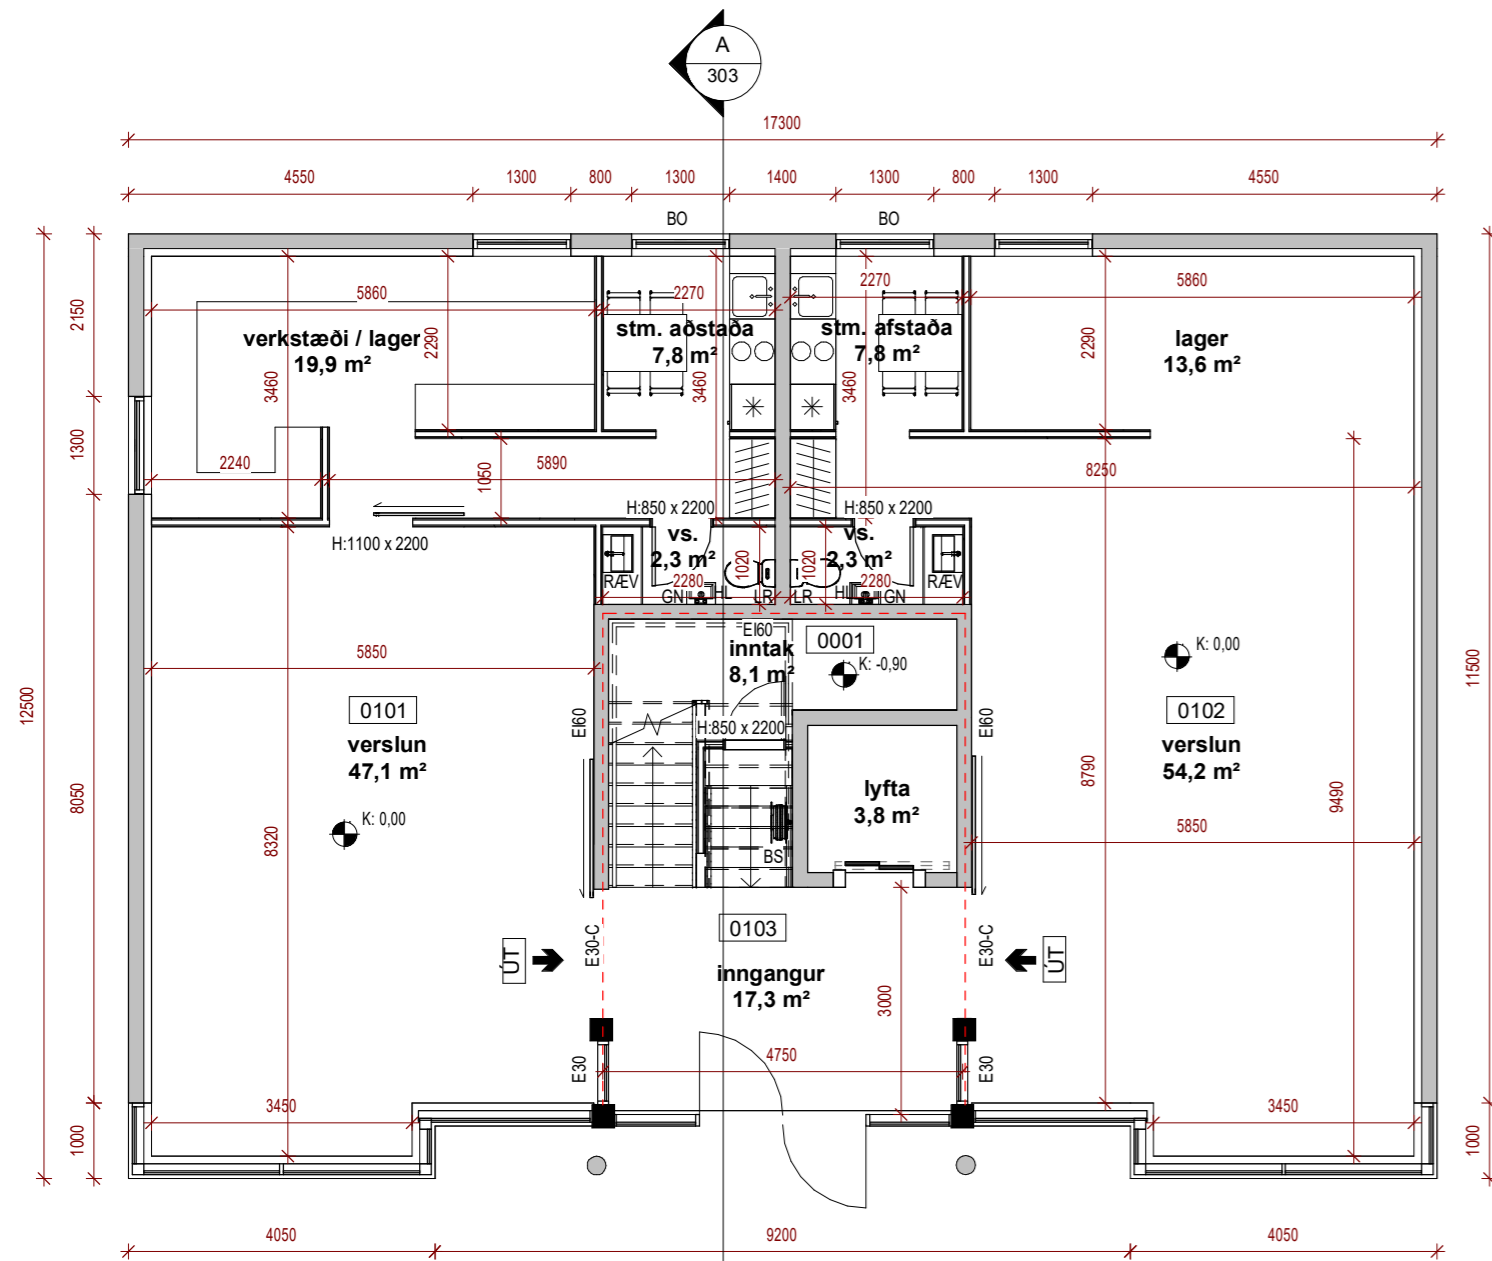 A
303
17300
4550
1300
800
1300
1400
1300
800
1300
4550
BO
BO
5860
2270
2270
5860
verkstæði / lager
19,9 m²
stm. aðstaða
7,8 m²
stm. afstaða
7,8 m²
lager
13,6 m²
2150
2290
3460
3460
3460
2290
1300
2240
5890
1050
8250
H:850 x 2200
H:850 x 2200
H:1100 x 2200
vs.
2,3 m²
vs.
2,3 m²
1020
1020
RÆV
2280
2280
RÆV
GN
HL
LR
LR
HL
GN
EI60
inntak
8,1 m²
0001
K: -0,90
K: 0,00
5850
12500
11500
0101
verslun
47,1 m²
EI60
H:850 x 2200
EI60
0102
verslun
54,2 m²
8050
8320
K: 0,00
lyfta
3,8 m²
8790
9490
5850
BS
0103
ÚT
E30-C
E30-C
ÚT
inngangur
17,3 m²
3000
4750
E30
E30
3450
3450
1000
1000
4050
9200
4050